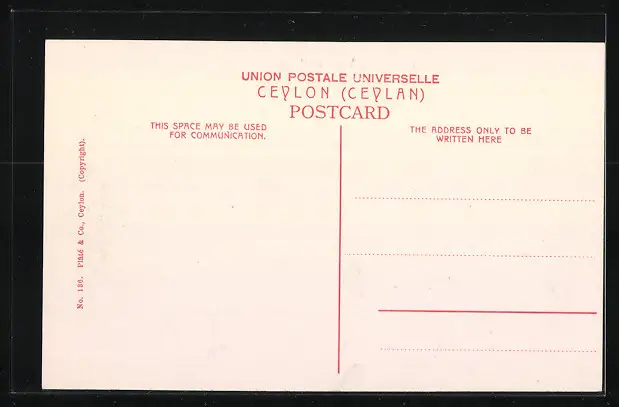 UNION POSTALE UNIVERSELLE
CEYLON (CEYLAN)
POSTCARD
THIS SPACE MAY BE USED
FOR COMMUNICATION.
THE ADDRESS ONLY TO BE
WRITTEN HERE
No. 136. Plâté & Co., Ceylon. (Copyright).